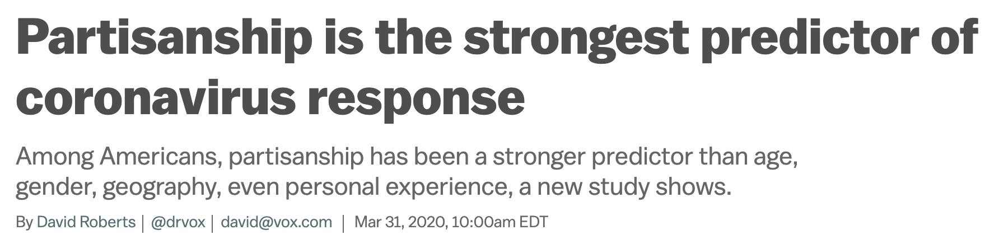 Partisanship is the strongest predictor of
coronavirus response
Among Americans, partisanship has been a stronger predictor than age,
gender, geography, even personal experience, a new study shows.
By David Roberts | @drvox | david@vox.com | Mar 31, 2020, 10:00am EDT